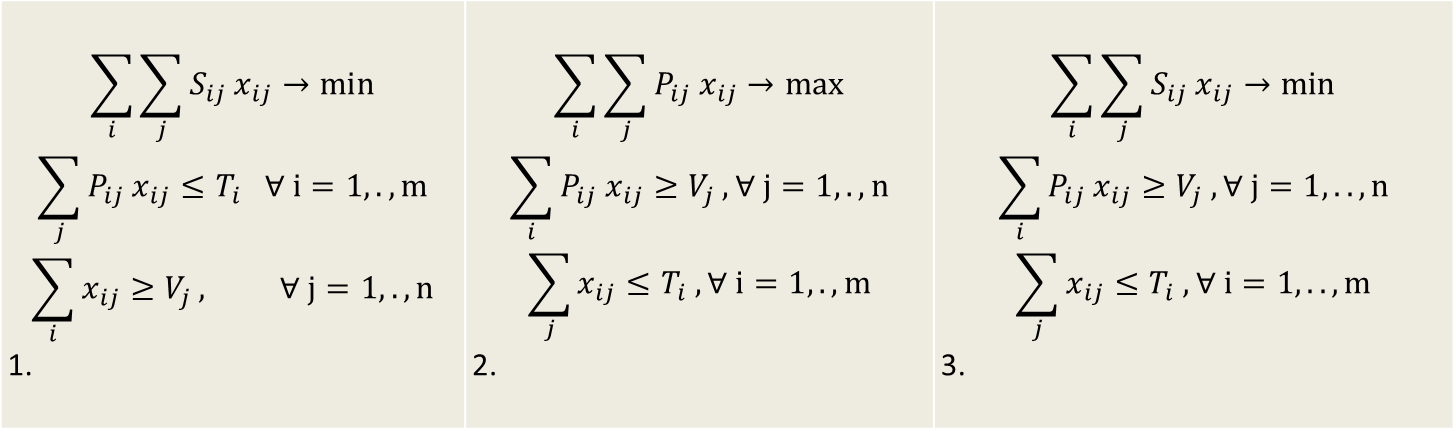 ∑_i ∑_j S_ij x_ij → min
∑_j P_ij x_ij ≤ T_i ∀ i = 1,.,m
∑_i x_ij ≥ V_j , ∀ j = 1,.,n
1.
∑_i ∑_j P_ij x_ij → max
∑_i P_ij x_ij ≥ V_j , ∀ j = 1,.,n
∑_j x_ij ≤ T_i , ∀ i = 1,.,m
2.
∑_i ∑_j S_ij x_ij → min
∑_i P_ij x_ij ≥ V_j , ∀ j = 1,..,n
∑_j x_ij ≤ T_i , ∀ i = 1,..,m
3.